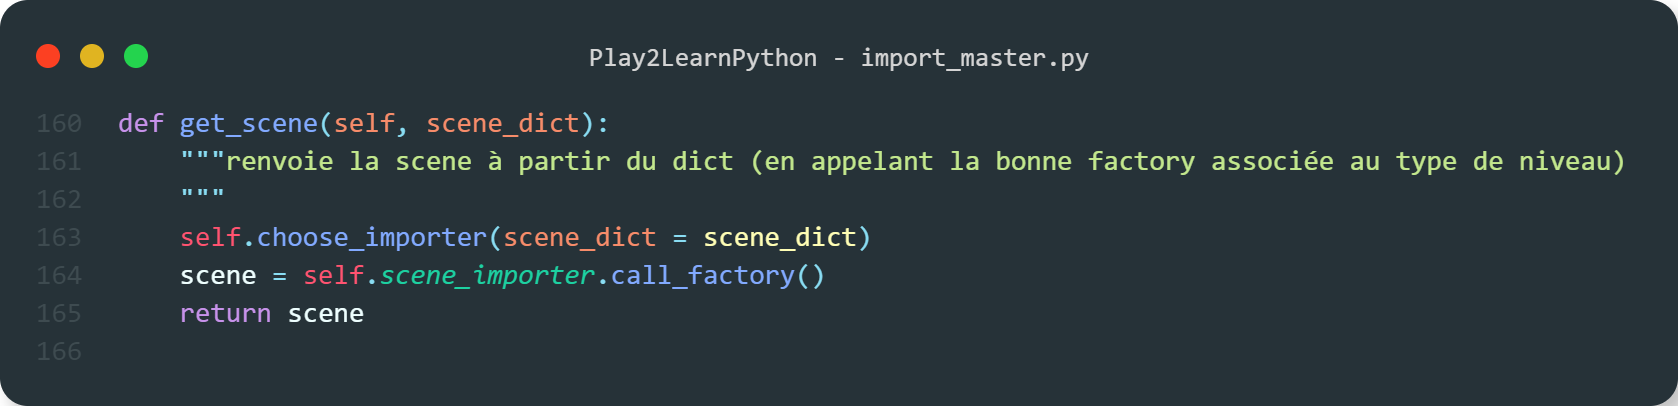 Play2LearnPython - import_master.py
160 def get_scene(self, scene_dict):
161     """renvoie la scene à partir du dict (en appelant la bonne factory associée au type de niveau)
162     """
163     self.choose_importer(scene_dict = scene_dict)
164     scene = self.scene_importer.call_factory()
165     return scene
166